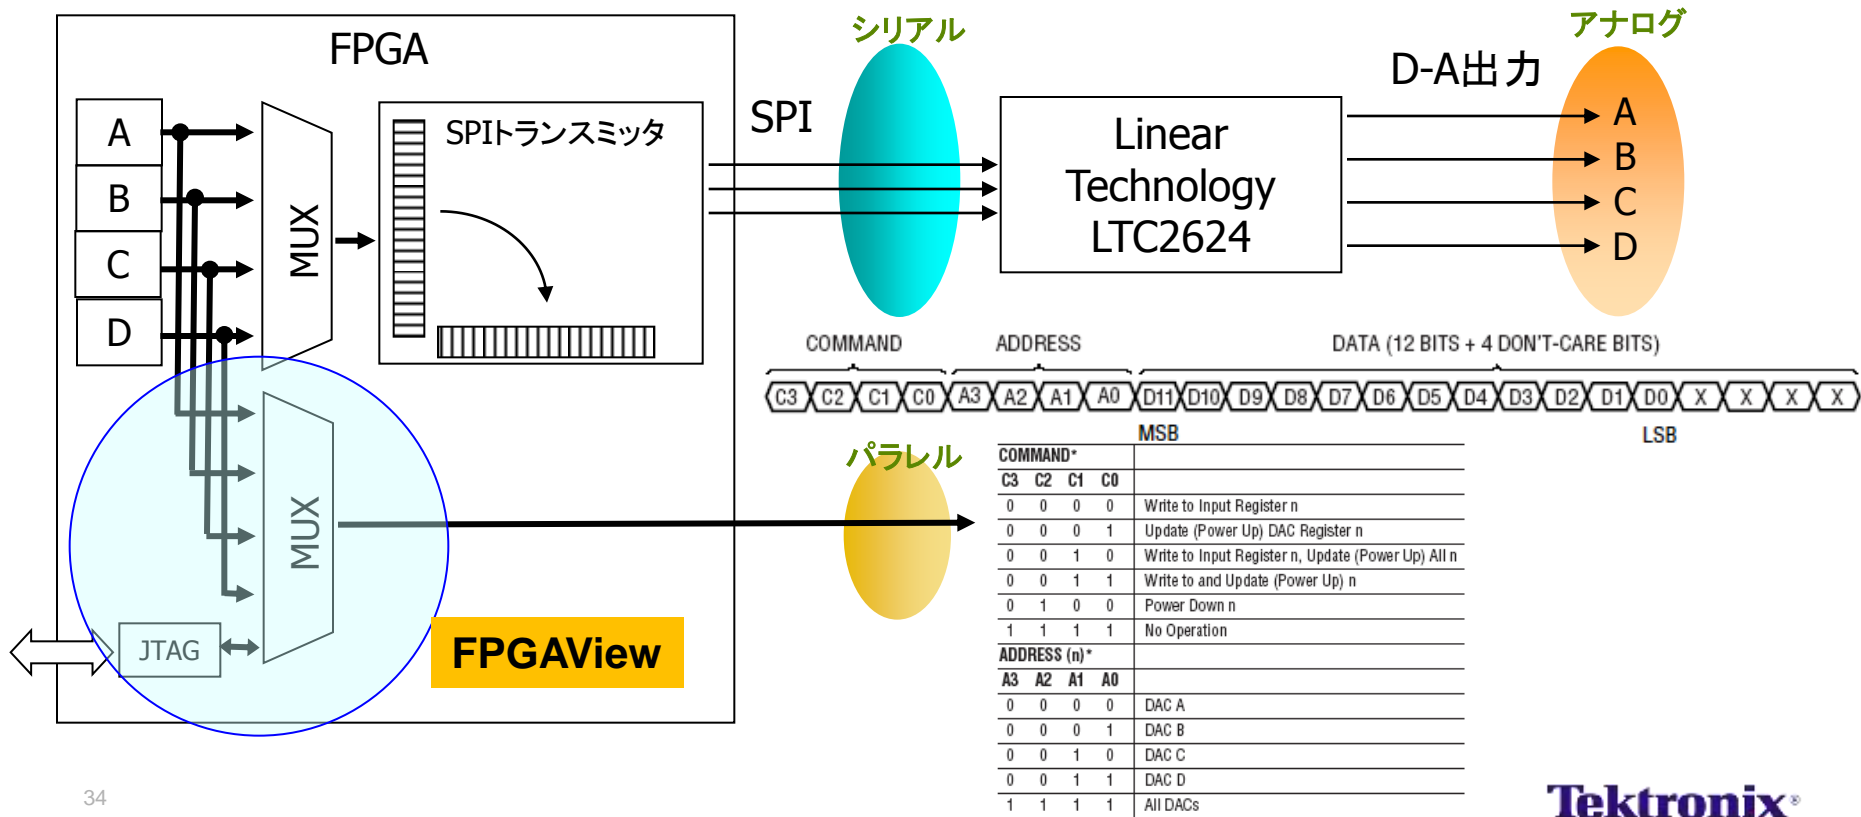 FPGA
A
B
C
D
MUX
SPIトランスミッタ
シリアル
SPI
Linear
Technology
LTC2624
D-A出力
アナログ
A
B
C
D
COMMAND ADDRESS DATA (12 BITS + 4 DON'T-CARE BITS)
C3 C2 C1 C0 A3 A2 A1 A0 D11 D10 D9 D8 D7 D6 D5 D4 D3 D2 D1 D0 X X X X
MSB LSB
MUX
JTAG
FPGAView
パラレル
COMMAND*
C3 C2 C1 C0
0 0 0 0 Write to Input Register n
0 0 0 1 Update (Power Up) DAC Register n
0 0 1 0 Write to Input Register n, Update (Power Up) All n
0 0 1 1 Write to and Update (Power Up) n
0 1 0 0 Power Down n
1 1 1 1 No Operation
ADDRESS (n)*
A3 A2 A1 A0
0 0 0 0 DAC A
0 0 0 1 DAC B
0 0 1 0 DAC C
0 0 1 1 DAC D
1 1 1 1 All DACs
34
Tektronix®